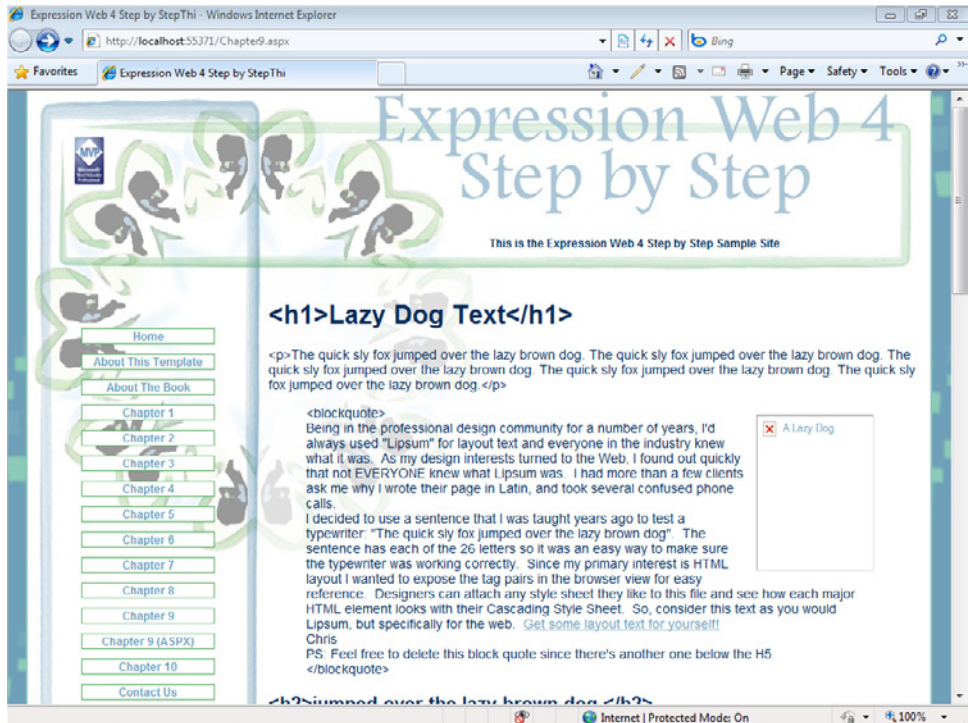 Expression Web 4 Step by StepThi - Windows Internet Explorer
http://localhost:55371/Chapter9.aspx
Bing
Favorites
Expression Web 4 Step by StepThi
Page
Safety
Tools
MVP
Expression Web 4
Step by Step
This is the Expression Web 4 Step by Step Sample Site
Home
About This Template
About The Book
Chapter 1
Chapter 2
Chapter 3
Chapter 4
Chapter 5
Chapter 6
Chapter 7
Chapter 8
Chapter 9
Chapter 9 (ASPX)
Chapter 10
Contact Us
<h1>Lazy Dog Text</h1>
<p>The quick sly fox jumped over the lazy brown dog. The quick sly fox jumped over the lazy brown dog. The
quick sly fox jumped over the lazy brown dog. The quick sly fox jumped over the lazy brown dog. The quick sly
fox jumped over the lazy brown dog.</p>
<blockquote>
Being in the professional design community for a number of years, I'd
always used "Lipsum" for layout text and everyone in the industry knew
what it was. As my design interests turned to the Web, I found out quickly
that not EVERYONE knew what Lipsum was. I had more than a few clients
ask me why I wrote their page in Latin, and took several confused phone
calls.
I decided to use a sentence that I was taught years ago to test a
typewriter: "The quick sly fox jumped over the lazy brown dog". The
sentence has each of the 26 letters so it was an easy way to make sure
the typewriter was working correctly. Since my primary interest is HTML
layout I wanted to expose the tag pairs in the browser view for easy
reference. Designers can attach any style sheet they like to this file and see how each major
HTML element looks with their Cascading Style Sheet. So, consider this text as you would
Lipsum, but specifically for the web. Get some layout text for yourself!
Chris
PS: Feel free to delete this block quote since there's another one below the H5
</blockquote>
A Lazy Dog
<h2>jumped over the lazy brown dog.</h2>
Internet | Protected Mode: On
100%